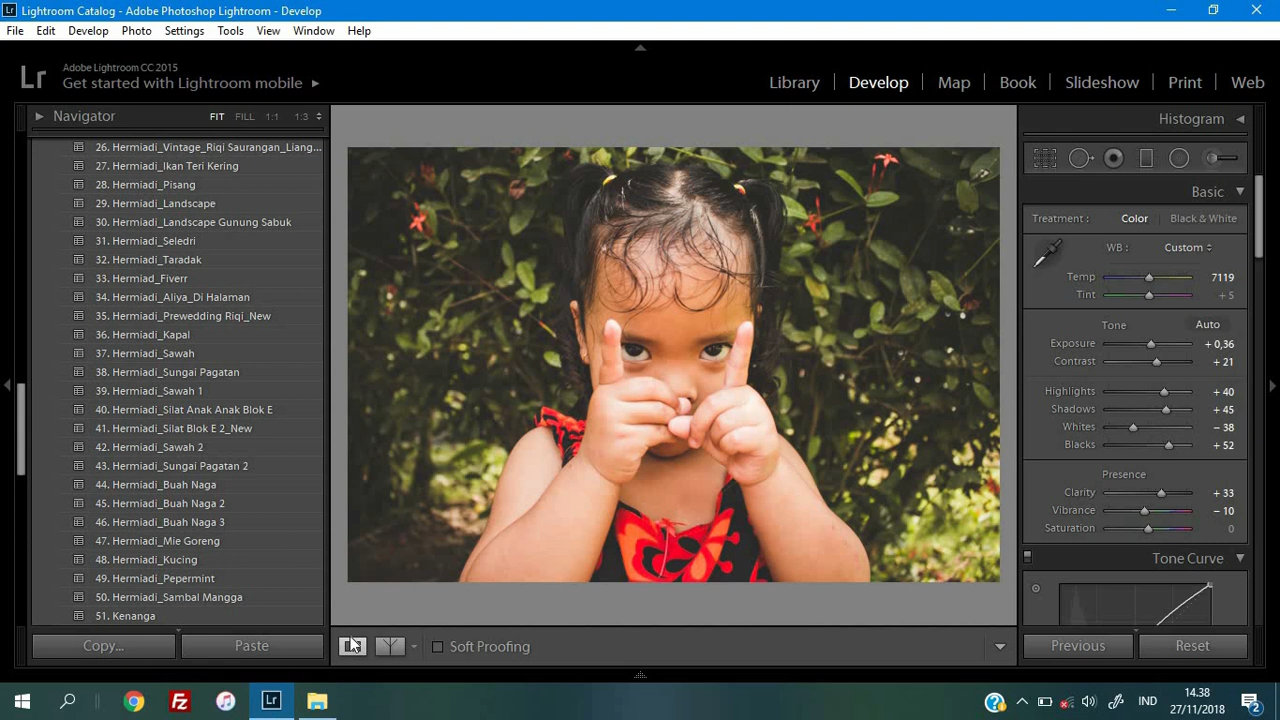 Lr Lightroom Catalog - Adobe Photoshop Lightroom - Develop
File Edit Develop Photo Settings Tools View Window Help
Lr
Adobe Lightroom CC 2015
Get started with Lightroom mobile
Library | Develop | Map | Book | Slideshow | Print | Web
Navigator FIT FILL 1:1 1:3
26. Hermiadi_Vintage_Riqi Saurangan_Liang...
27. Hermiadi_Ikan Teri Kering
28. Hermiadi_Pisang
29. Hermiadi_Landscape
30. Hermiadi_Landscape Gunung Sabuk
31. Hermiadi_Seledri
32. Hermiadi_Taradak
33. Hermiad_Fiverr
34. Hermiadi_Aliya_Di Halaman
35. Hermiadi_Prewedding Riqi_New
36. Hermiadi_Kapal
37. Hermiadi_Sawah
38. Hermiadi_Sungai Pagatan
39. Hermiadi_Sawah 1
40. Hermiadi_Silat Anak Anak Blok E
41. Hermiadi_Silat Blok E 2_New
42. Hermiadi_Sawah 2
43. Hermiadi_Sungai Pagatan 2
44. Hermiadi_Buah Naga
45. Hermiadi_Buah Naga 2
46. Hermiadi_Buah Naga 3
47. Hermiadi_Mie Goreng
48. Hermiadi_Kucing
49. Hermiadi_Pepermint
50. Hermiadi_Sambal Mangga
51. Kenanga
Copy... Paste
Soft Proofing
Histogram
Basic
Treatment : Color Black & White
WB : Custom
Temp 7119
Tint + 5
Tone Auto
Exposure + 0,36
Contrast + 21
Highlights + 40
Shadows + 45
Whites – 38
Blacks + 52
Presence
Clarity + 33
Vibrance – 10
Saturation 0
Tone Curve
Previous Reset
Fz Lr
IND
14.38
27/11/2018
2